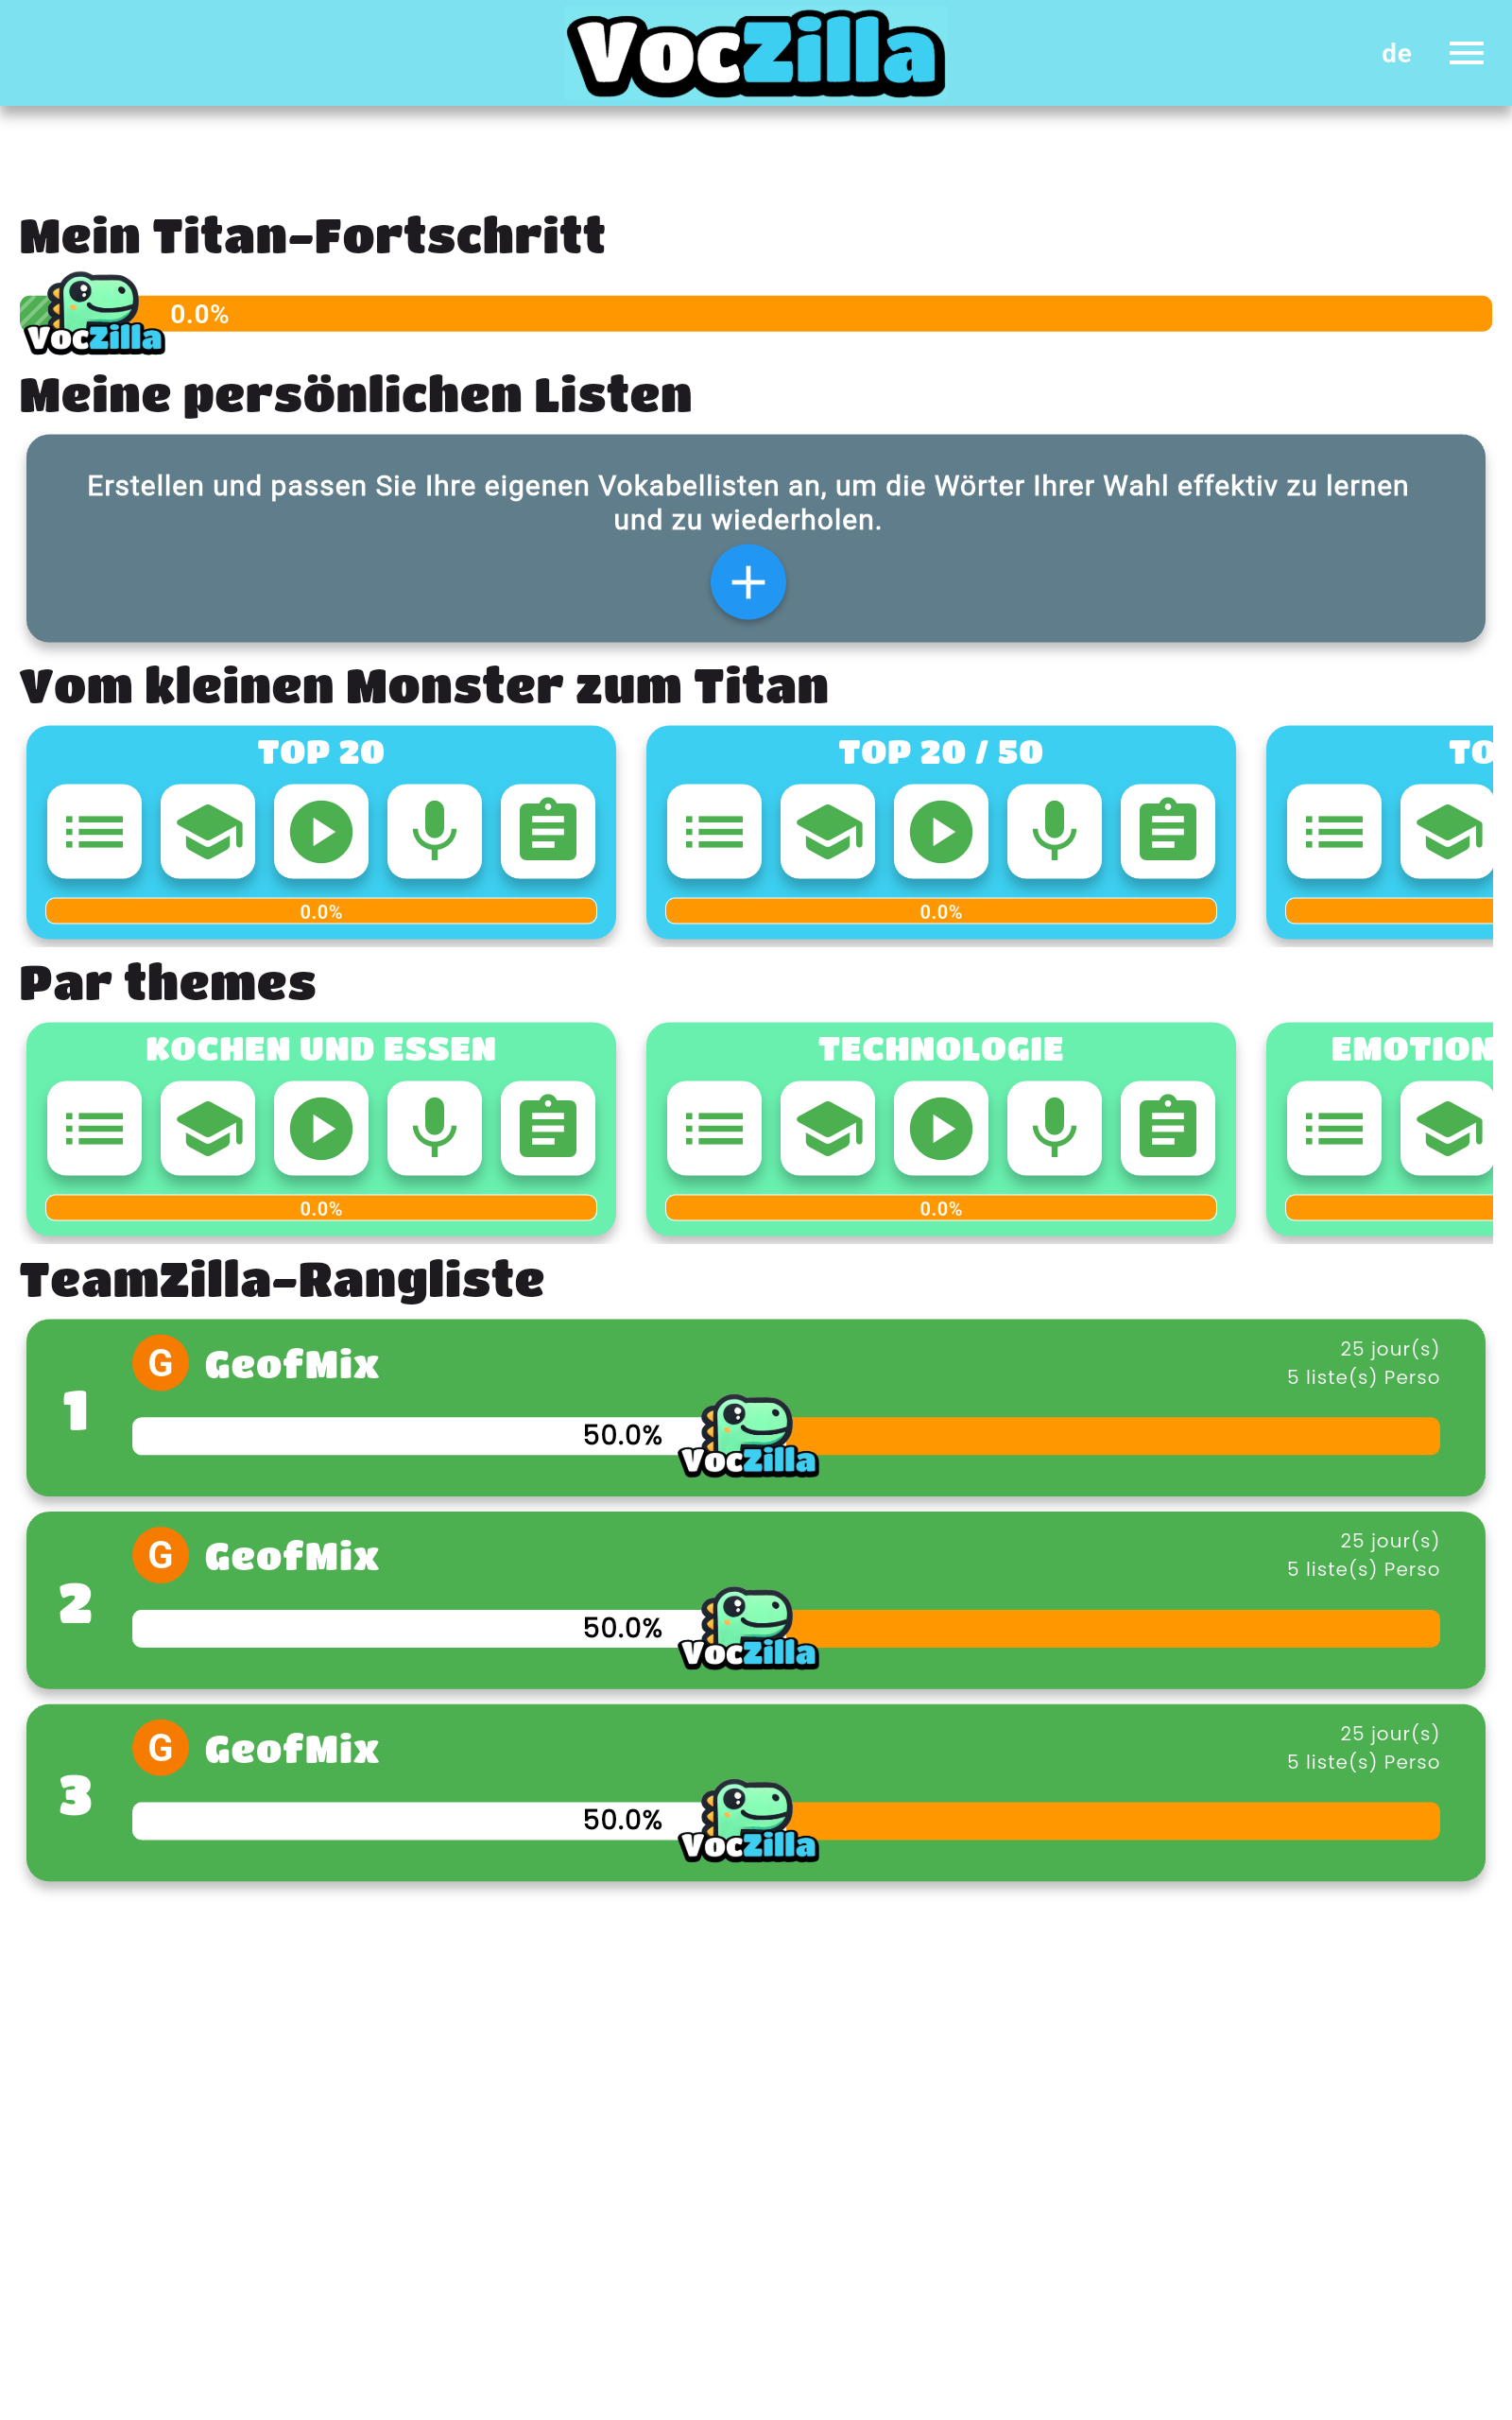 VocZilla
de
Mein Titan-Fortschritt
VocZilla
0.0%
Meine persönlichen Listen
Erstellen und passen Sie Ihre eigenen Vokabellisten an, um die Wörter Ihrer Wahl effektiv zu lernen
und zu wiederholen.
Vom kleinen Monster zum Titan
TOP 20
TOP 20 / 50
TO
0.0%
0.0%
Par themes
KOCHEN UND ESSEN
TECHNOLOGIE
EMOTION
0.0%
0.0%
TeamZilla-Rangliste
1
G
GeofMix
25 jour(s)
5 liste(s) Perso
50.0%
VocZilla
2
G
GeofMix
25 jour(s)
5 liste(s) Perso
50.0%
VocZilla
3
G
GeofMix
25 jour(s)
5 liste(s) Perso
50.0%
VocZilla